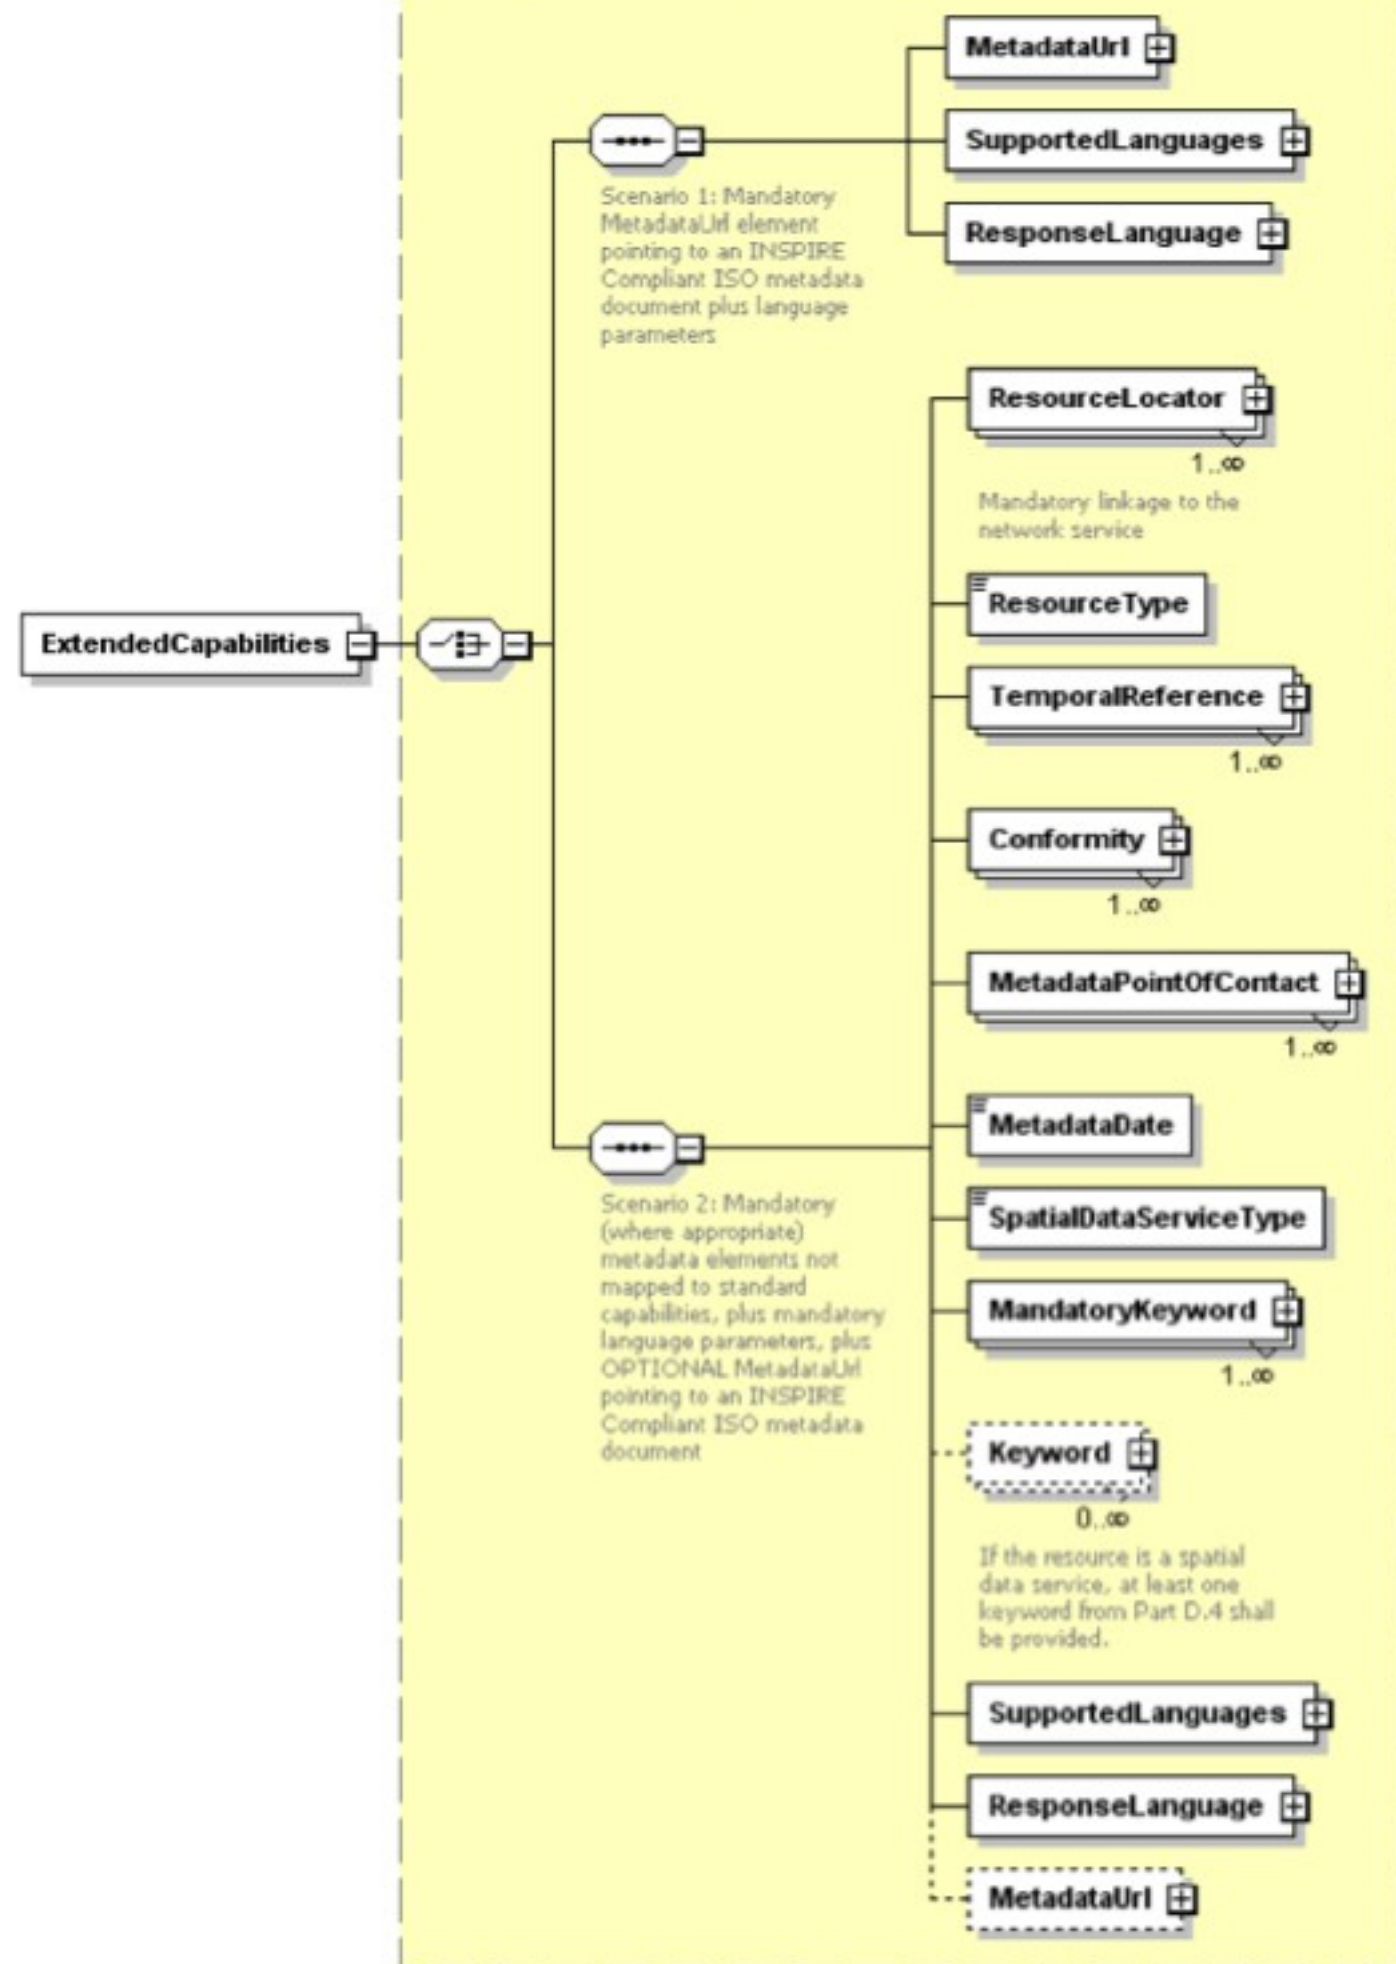 MetadataUrl
SupportedLanguages
Scenario 1: Mandatory
MetadataUrl element
pointing to an INSPIRE
Compliant ISO metadata
document plus language
parameters
ResponseLanguage
ResourceLocator
1..∞
Mandatory linkage to the
network service
ResourceType
ExtendedCapabilities
TemporalReference
1..∞
Conformity
1..∞
MetadataPointOfContact
1..∞
MetadataDate
Scenario 2: Mandatory
(where appropriate)
metadata elements not
mapped to standard
capabilities, plus mandatory
language parameters, plus
OPTIONAL MetadataUrl
pointing to an INSPIRE
Compliant ISO metadata
document
SpatialDataServiceType
MandatoryKeyword
1..∞
Keyword
0..∞
If the resource is a spatial
data service, at least one
keyword from Part D.4 shall
be provided.
SupportedLanguages
ResponseLanguage
MetadataUrl